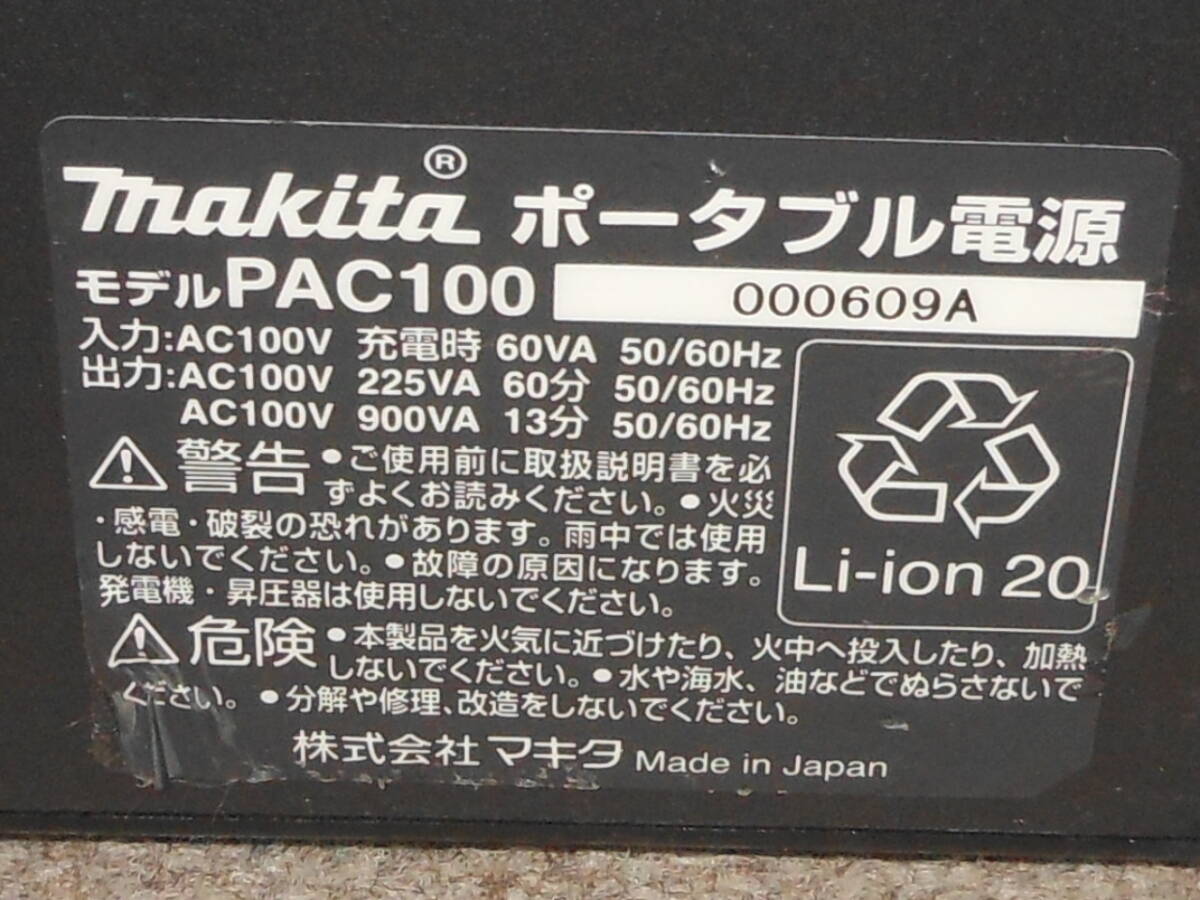 makita® ポータブル電源
モデルPAC100 000609A
入力:AC100V 充電時 60VA 50/60Hz
出力:AC100V 225VA 60分 50/60Hz
AC100V 900VA 13分 50/60Hz
⚠警告 •ご使用前に取扱説明書を必
ずよくお読みください。•火災
・感電・破裂の恐れがあります。雨中では使用
しないでください。•故障の原因になります。
発電機・昇圧器は使用しないでください。
Li-ion 20
⚠危険 •本製品を火気に近づけたり、火中へ投入したり、加熱
しないでください。•水や海水、油などでぬらさないで
ください。•分解や修理、改造をしないでください。
株式会社 マキタ Made in Japan